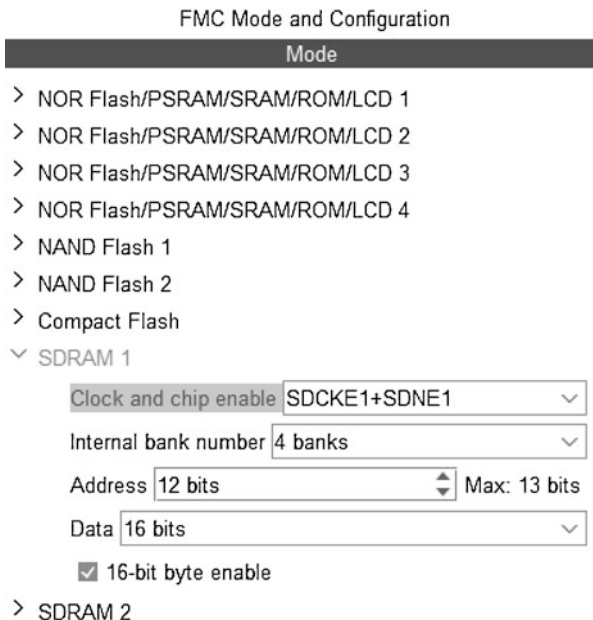 FMC Mode and Configuration
Mode
NOR Flash/PSRAM/SRAM/ROM/LCD 1
NOR Flash/PSRAM/SRAM/ROM/LCD 2
NOR Flash/PSRAM/SRAM/ROM/LCD 3
NOR Flash/PSRAM/SRAM/ROM/LCD 4
NAND Flash 1
NAND Flash 2
Compact Flash
SDRAM 1
Clock and chip enable SDCKE1+SDNE1
Internal bank number 4 banks
Address 12 bits Max: 13 bits
Data 16 bits
16-bit byte enable
SDRAM 2